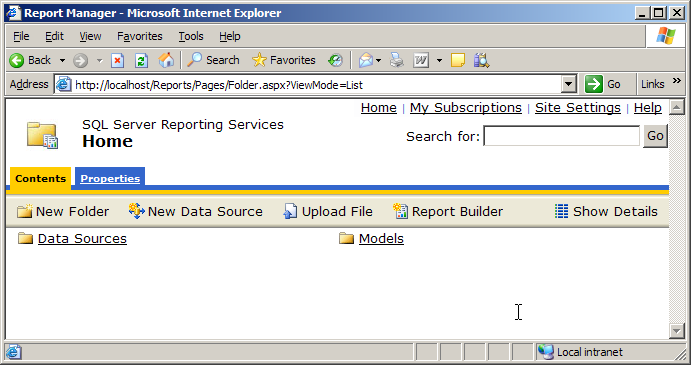 Report Manager - Microsoft Internet Explorer
File Edit View Favorites Tools Help
Back Search Favorites W
Address http://localhost/Reports/Pages/Folder.aspx?ViewMode=List Go Links »
Home | My Subscriptions | Site Settings | Help
SQL Server Reporting Services
Home
Search for: Go
Contents Properties
New Folder New Data Source Upload File Report Builder Show Details
Data Sources Models
Local intranet